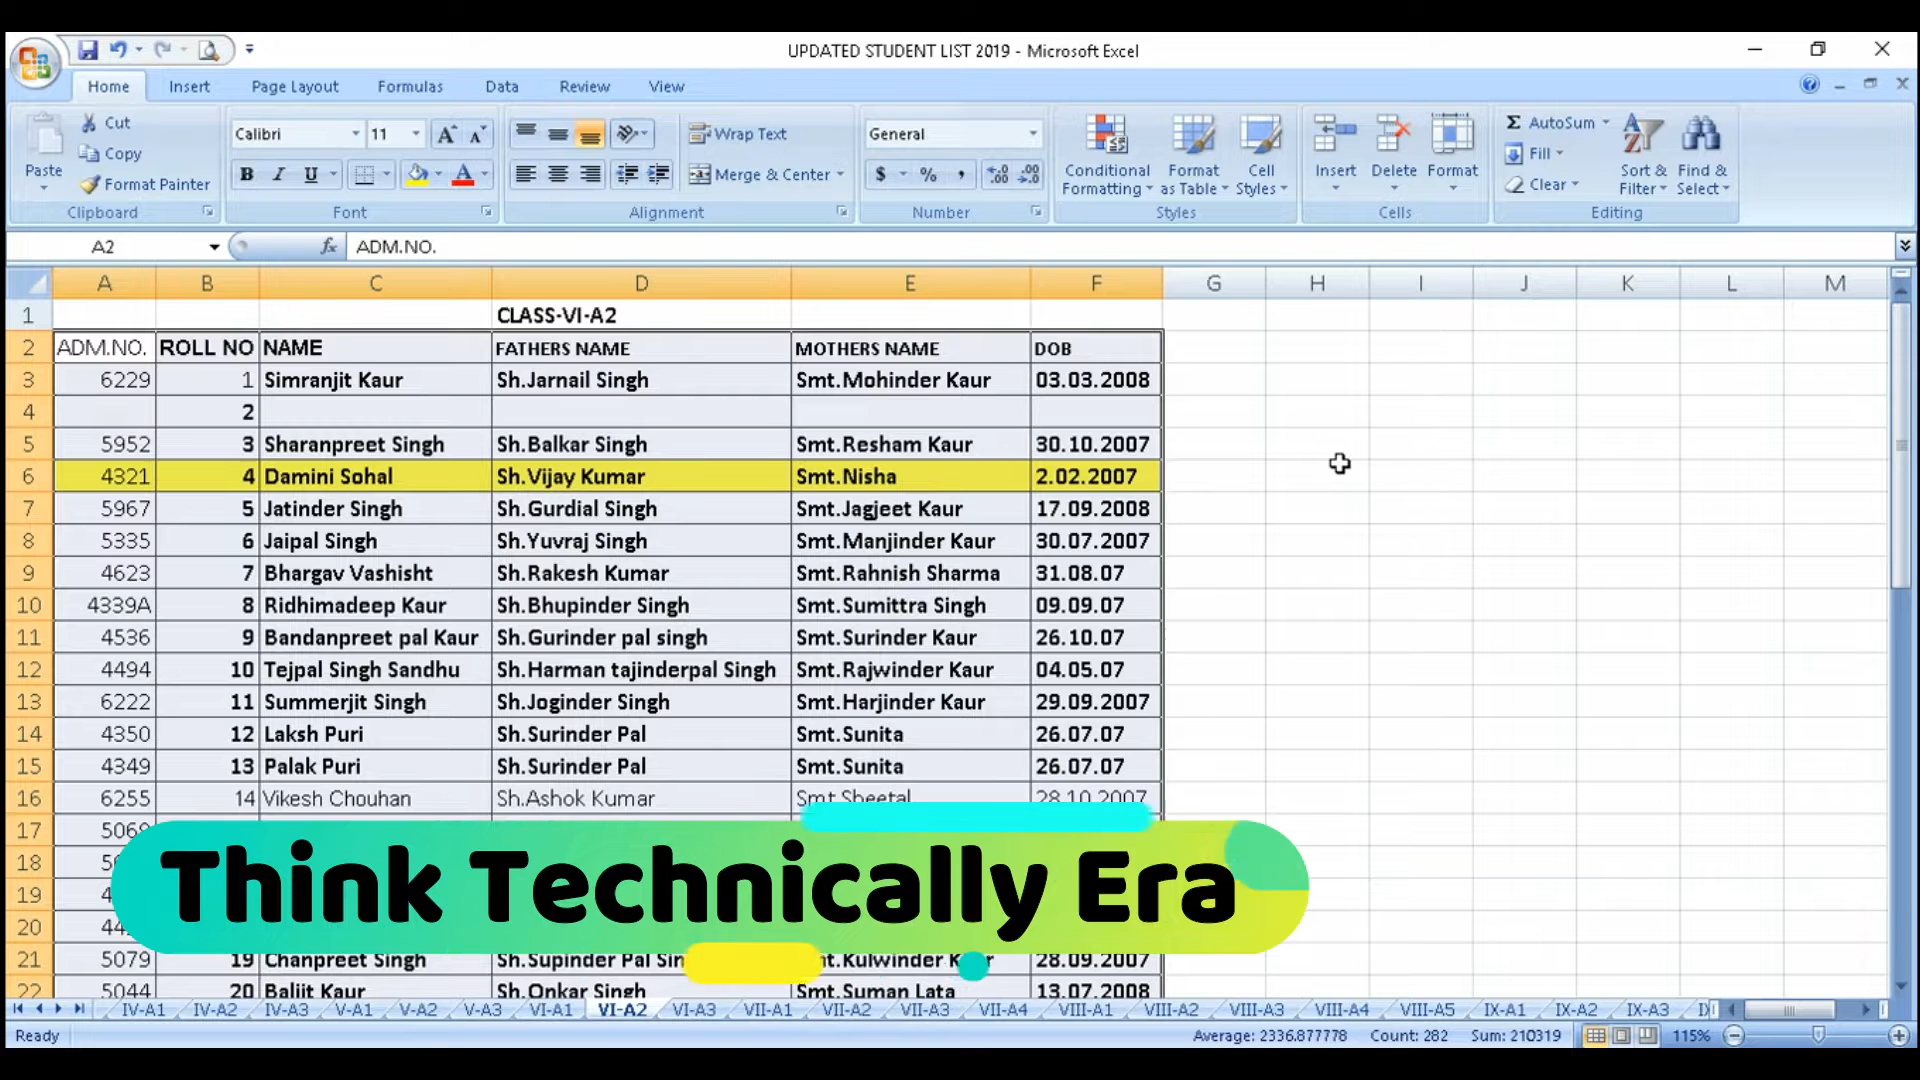 UPDATED STUDENT LIST 2019 - Microsoft Excel
Home Insert Page Layout Formulas Data Review View
Cut
Copy
Format Painter
Paste
Clipboard
Calibri 11
B I U
Font
Wrap Text
Merge & Center
Alignment
General
$ % ,
Number
Conditional Formatting
Format as Table
Cell Styles
Styles
Insert Delete Format
Cells
Σ AutoSum
Fill
Clear
Sort & Filter
Find & Select
Editing
A2 fx ADM.NO.
A B C D E F G H I J K L M
1 CLASS-VI-A2
2 ADM.NO. ROLL NO NAME FATHERS NAME MOTHERS NAME DOB
3 6229 1 Simranjit Kaur Sh.Jarnail Singh Smt.Mohinder Kaur 03.03.2008
4 2
5 5952 3 Sharanpreet Singh Sh.Balkar Singh Smt.Resham Kaur 30.10.2007
6 4321 4 Damini Sohal Sh.Vijay Kumar Smt.Nisha 2.02.2007
7 5967 5 Jatinder Singh Sh.Gurdial Singh Smt.Jagjeet Kaur 17.09.2008
8 5335 6 Jaipal Singh Sh.Yuvraj Singh Smt.Manjinder Kaur 30.07.2007
9 4623 7 Bhargav Vashisht Sh.Rakesh Kumar Smt.Rahnish Sharma 31.08.07
10 4339A 8 Ridhimadeep Kaur Sh.Bhupinder Singh Smt.Sumittra Singh 09.09.07
11 4536 9 Bandanpreet pal Kaur Sh.Gurinder pal singh Smt.Surinder Kaur 26.10.07
12 4494 10 Tejpal Singh Sandhu Sh.Harman tajinderpal Singh Smt.Rajwinder Kaur 04.05.07
13 6222 11 Summerjit Singh Sh.Joginder Singh Smt.Harjinder Kaur 29.09.2007
14 4350 12 Laksh Puri Sh.Surinder Pal Smt.Sunita 26.07.07
15 4349 13 Palak Puri Sh.Surinder Pal Smt.Sunita 26.07.07
16 6255 14 Vikesh Chouhan Sh.Ashok Kumar Smt.Sheetal 28.10.2007
17
18
19
20
Think Technically Era
21 5079 19 Chanpreet Singh Sh.Supinder Pal 28.09.2007
22 5044 20 Baljit Kaur Sh.Onkar Singh Smt.Suman Lata 13.07.2008
IV-A1 IV-A2 IV-A3 V-A1 V-A2 V-A3 VI-A1 VI-A2 VI-A3 VII-A1 VII-A2 VII-A3 VII-A4 VIII-A1 VIII-A2 VIII-A3 VIII-A4 VIII-A5 IX-A1 IX-A2 IX-A3
Ready Average: 2336.877778 Count: 282 Sum: 210319 115%